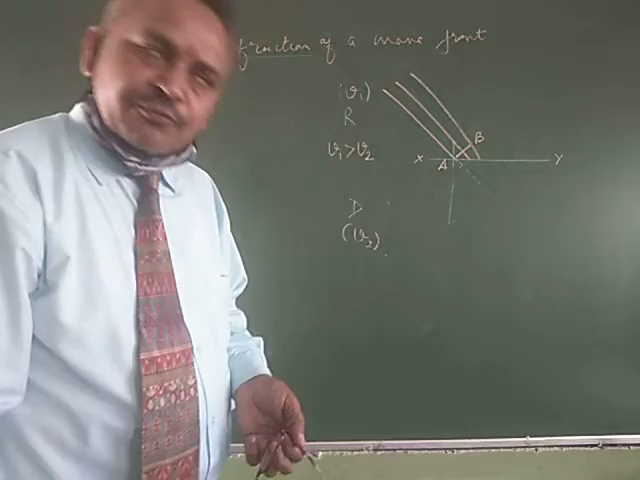 fraction of a wave front
(v₁)
R
v₁ > v₂
B
X A Y
D
(v₂)